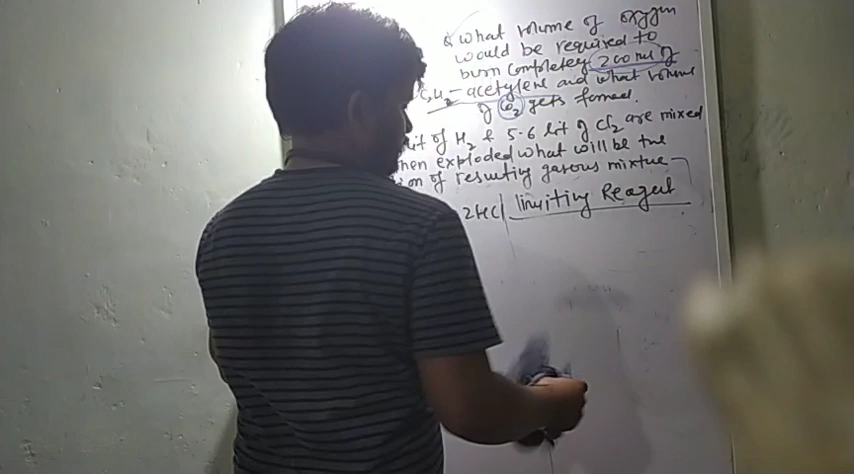 Q what volume of oxygen
would be required to
burn completely 200 ml of
C2H2 - acetylene and what volume
of CO2 gets formed.
lit of H2 & 5.6 lit of Cl2 are mixed
exploded what will be the
of resulting gaseous mixture
2HCl limiting Reagent